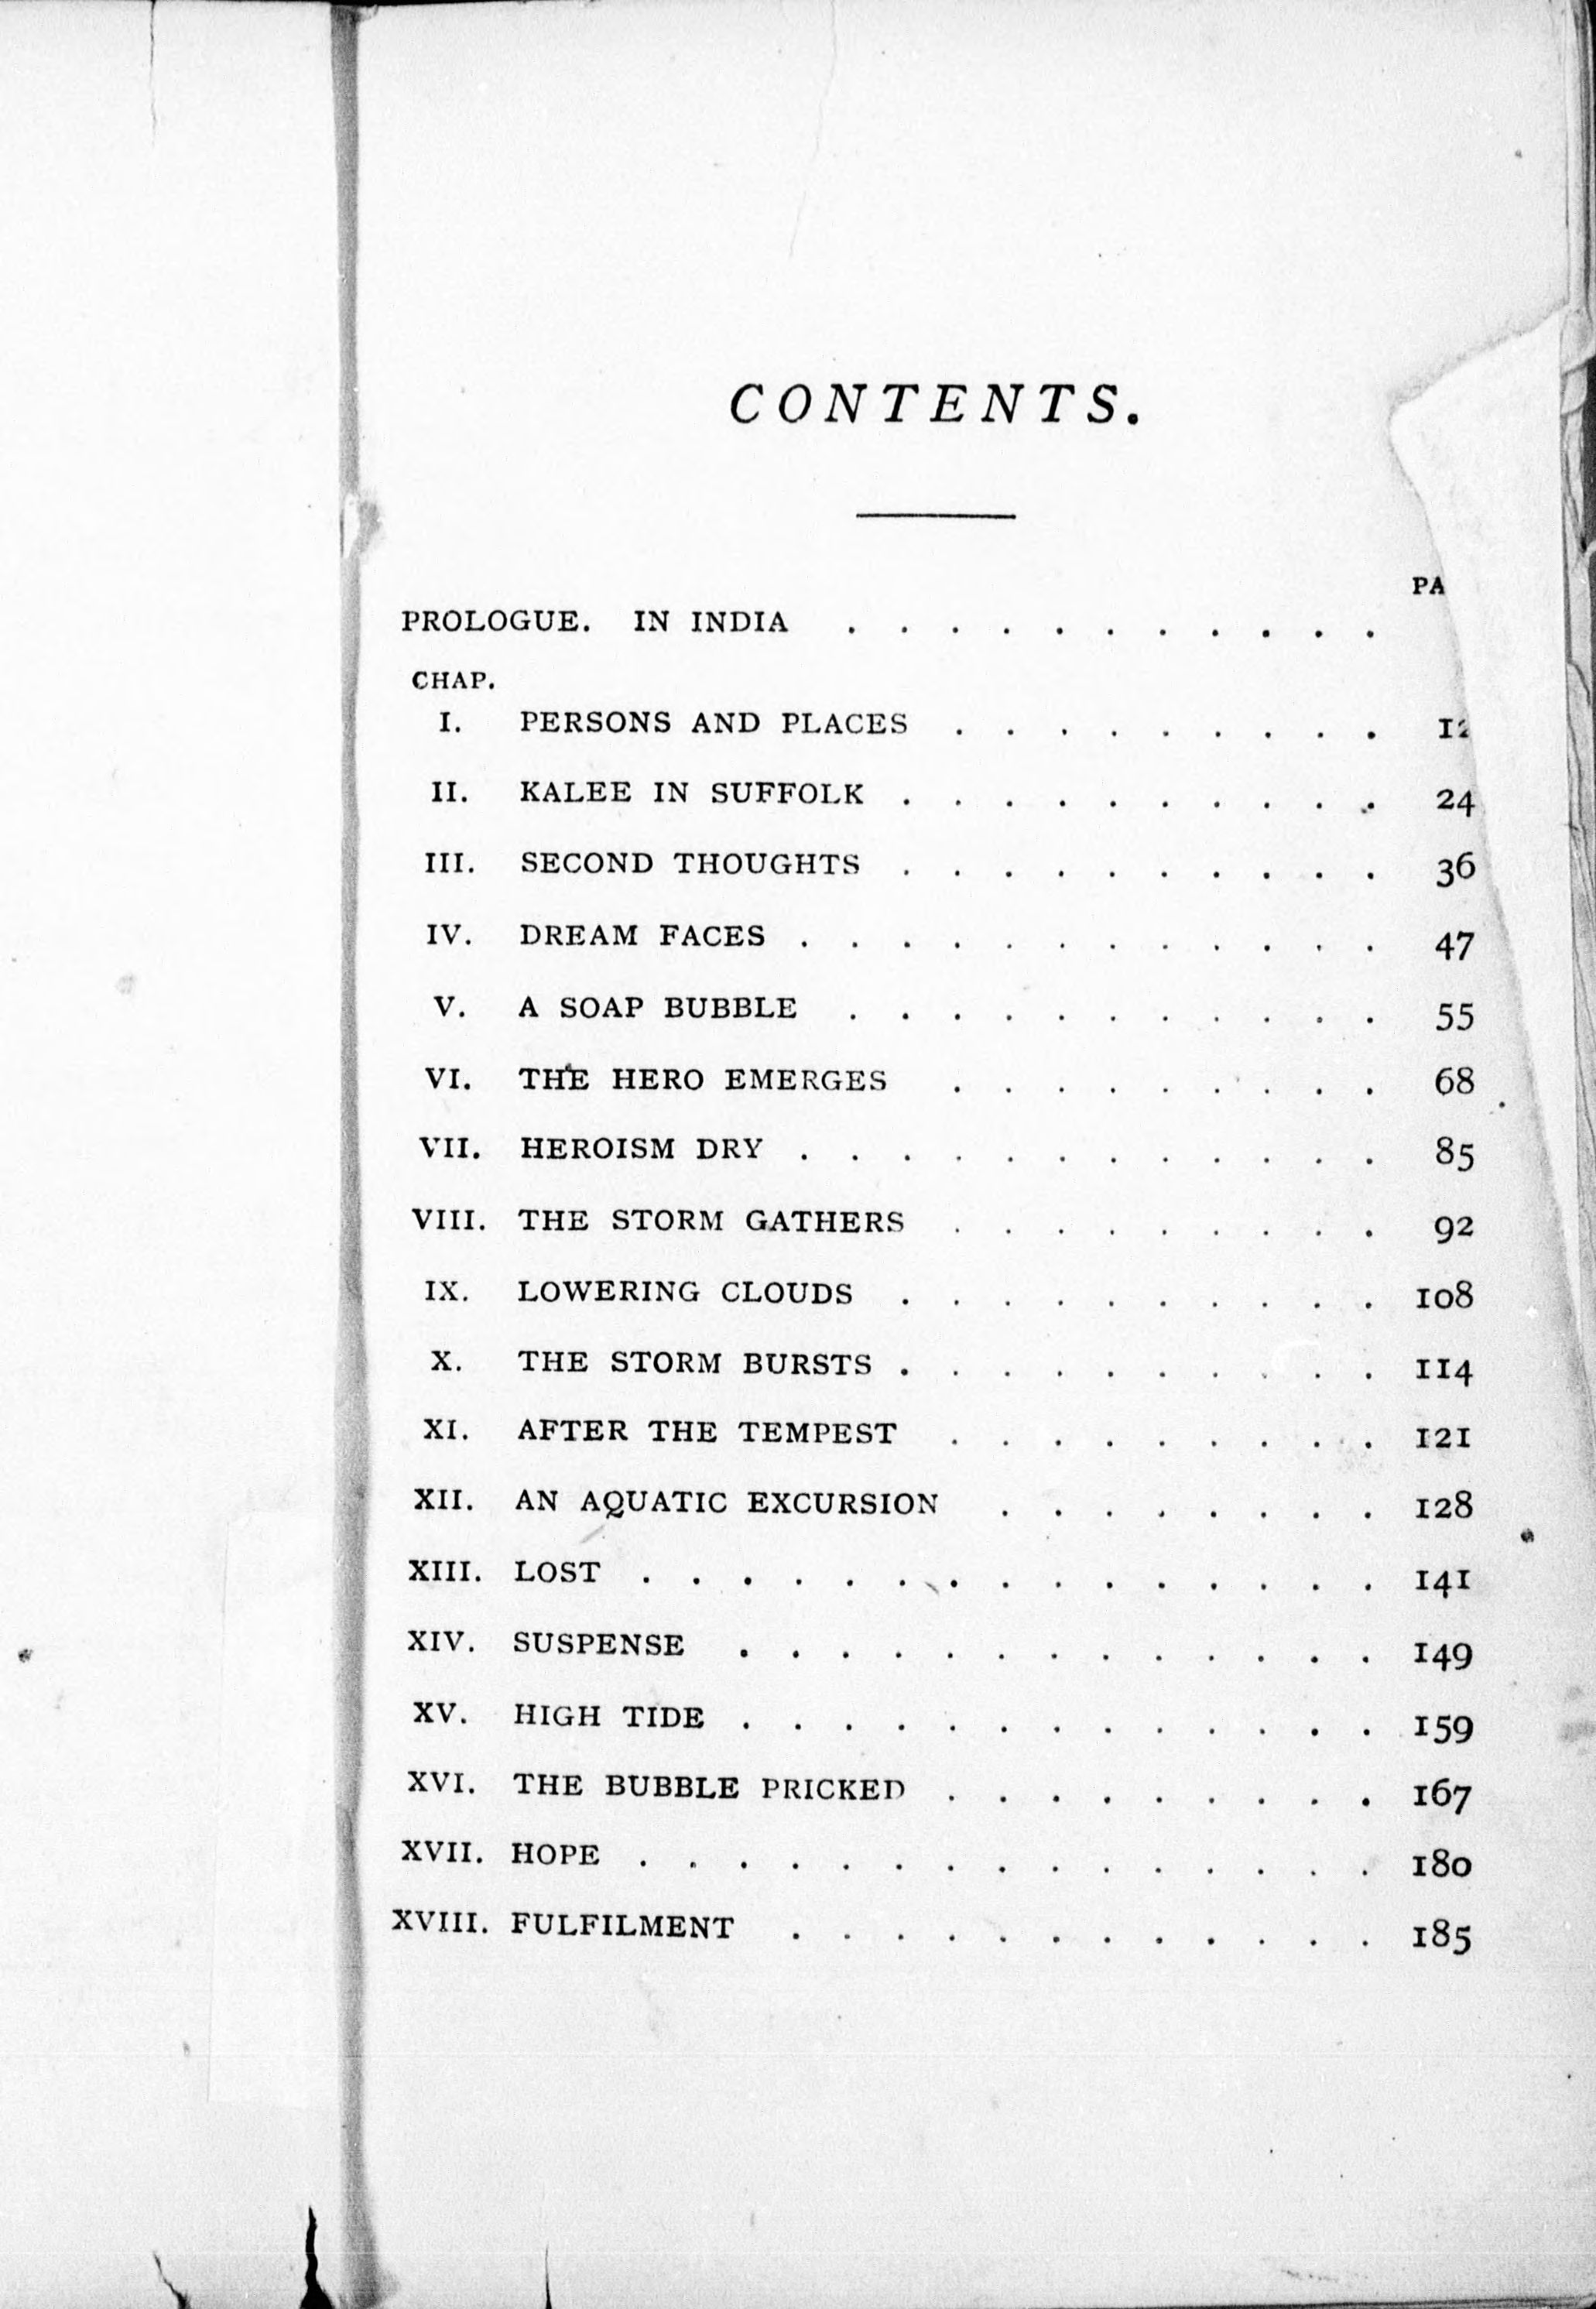 CONTENTS.
PA
PROLOGUE. IN INDIA . . . . . . . . . . .
CHAP.
I. PERSONS AND PLACES . . . . . . . . . 1
II. KALEE IN SUFFOLK . . . . . . . . . . 24
III. SECOND THOUGHTS . . . . . . . . . . 36
IV. DREAM FACES . . . . . . . . . . . . 47
V. A SOAP BUBBLE . . . . . . . . . . . 55
VI. THE HERO EMERGES . . . . . . . . . 68
VII. HEROISM DRY . . . . . . . . . . . . 85
VIII. THE STORM GATHERS . . . . . . . . . 92
IX. LOWERING CLOUDS . . . . . . . . . . 108
X. THE STORM BURSTS . . . . . . . . . . 114
XI. AFTER THE TEMPEST . . . . . . . . . 121
XII. AN AQUATIC EXCURSION . . . . . . . . 128
XIII. LOST . . . . . . . . . . . . . . . 141
XIV. SUSPENSE . . . . . . . . . . . . . 149
XV. HIGH TIDE . . . . . . . . . . . . . 159
XVI. THE BUBBLE PRICKED . . . . . . . . . 167
XVII. HOPE . . . . . . . . . . . . . . . 180
XVIII. FULFILMENT . . . . . . . . . . . . 185